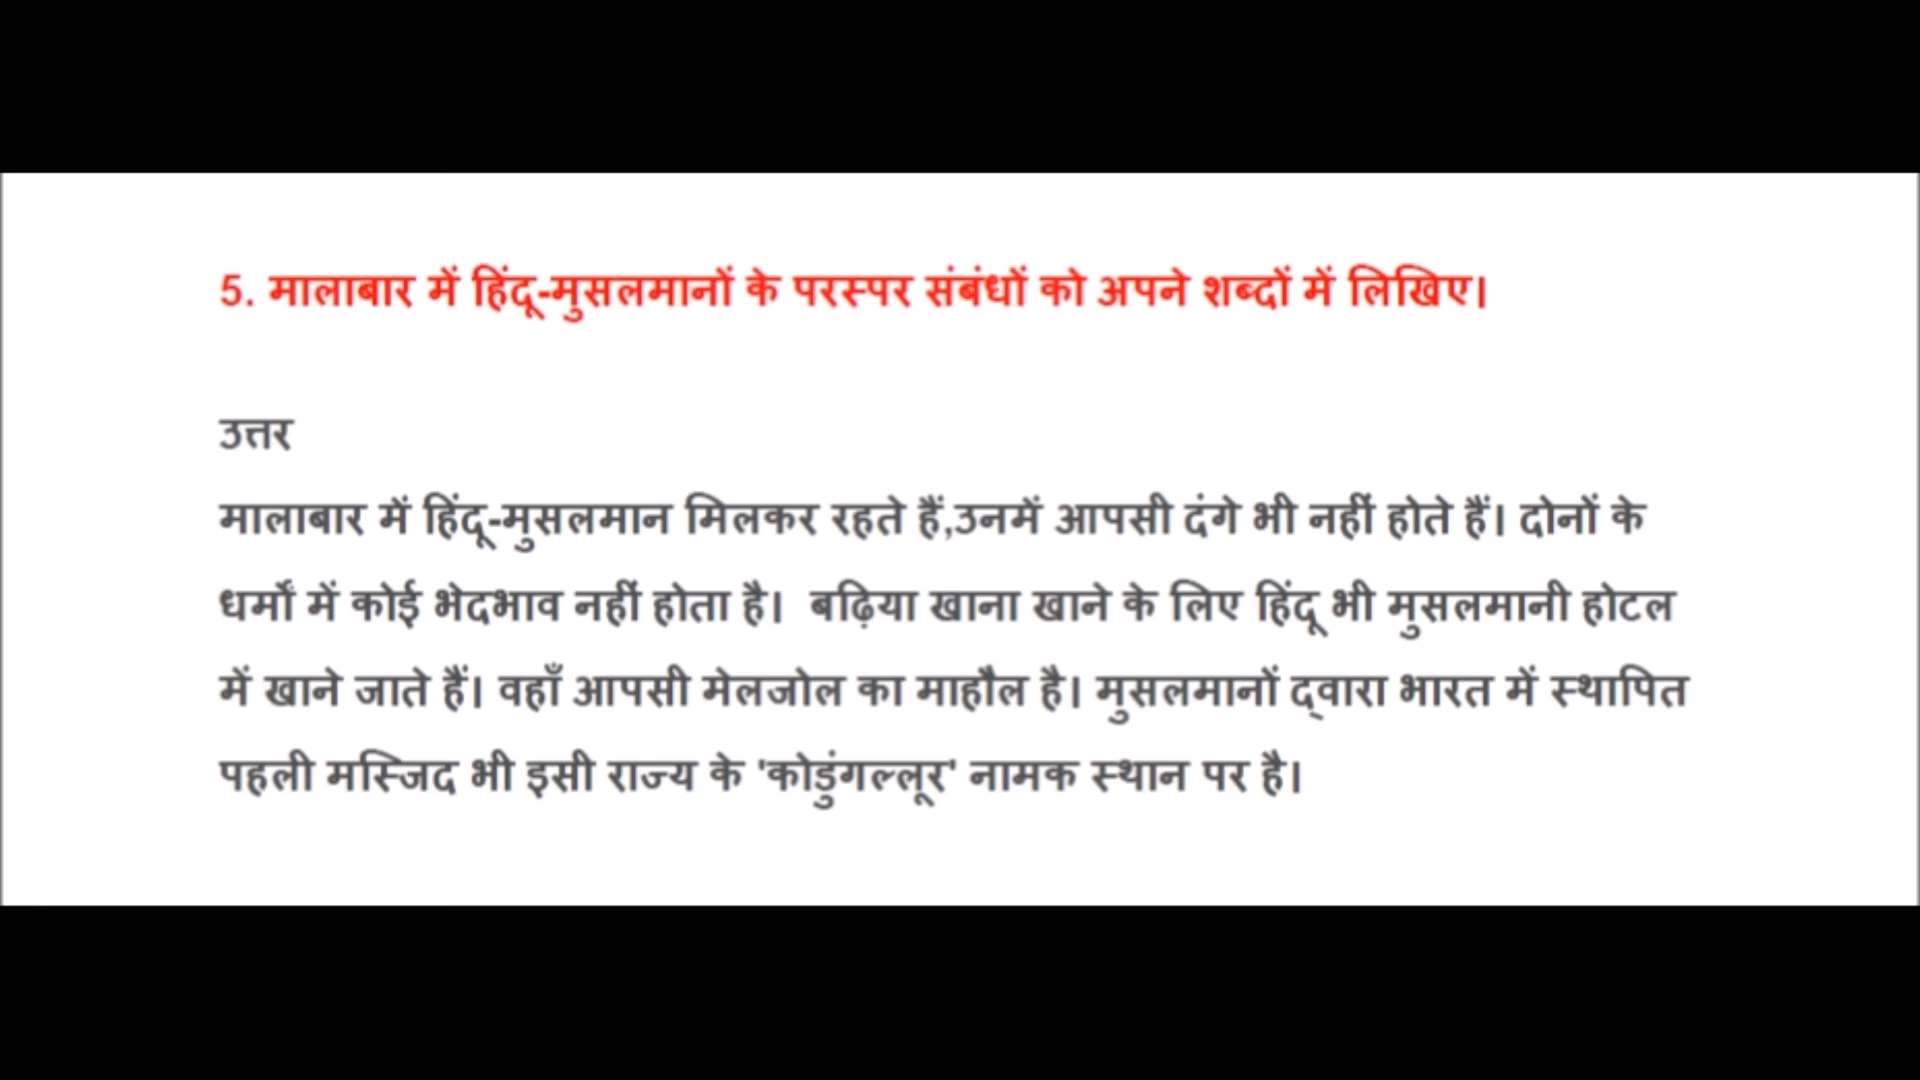 5. मालाबार में हिंदू-मुसलमानों के परस्पर संबंधों को अपने शब्दों में लिखिए।
उत्तर
मालाबार में हिंदू-मुसलमान मिलकर रहते हैं,उनमें आपसी दंगे भी नहीं होते हैं। दोनों के
धर्मों में कोई भेदभाव नहीं होता है।  बढ़िया खाना खाने के लिए हिंदू भी मुसलमानी होटल
में खाने जाते हैं। वहाँ आपसी मेलजोल का माहौल है। मुसलमानों द्वारा भारत में स्थापित
पहली मस्जिद भी इसी राज्य के 'कोडुंगल्लूर' नामक स्थान पर है।